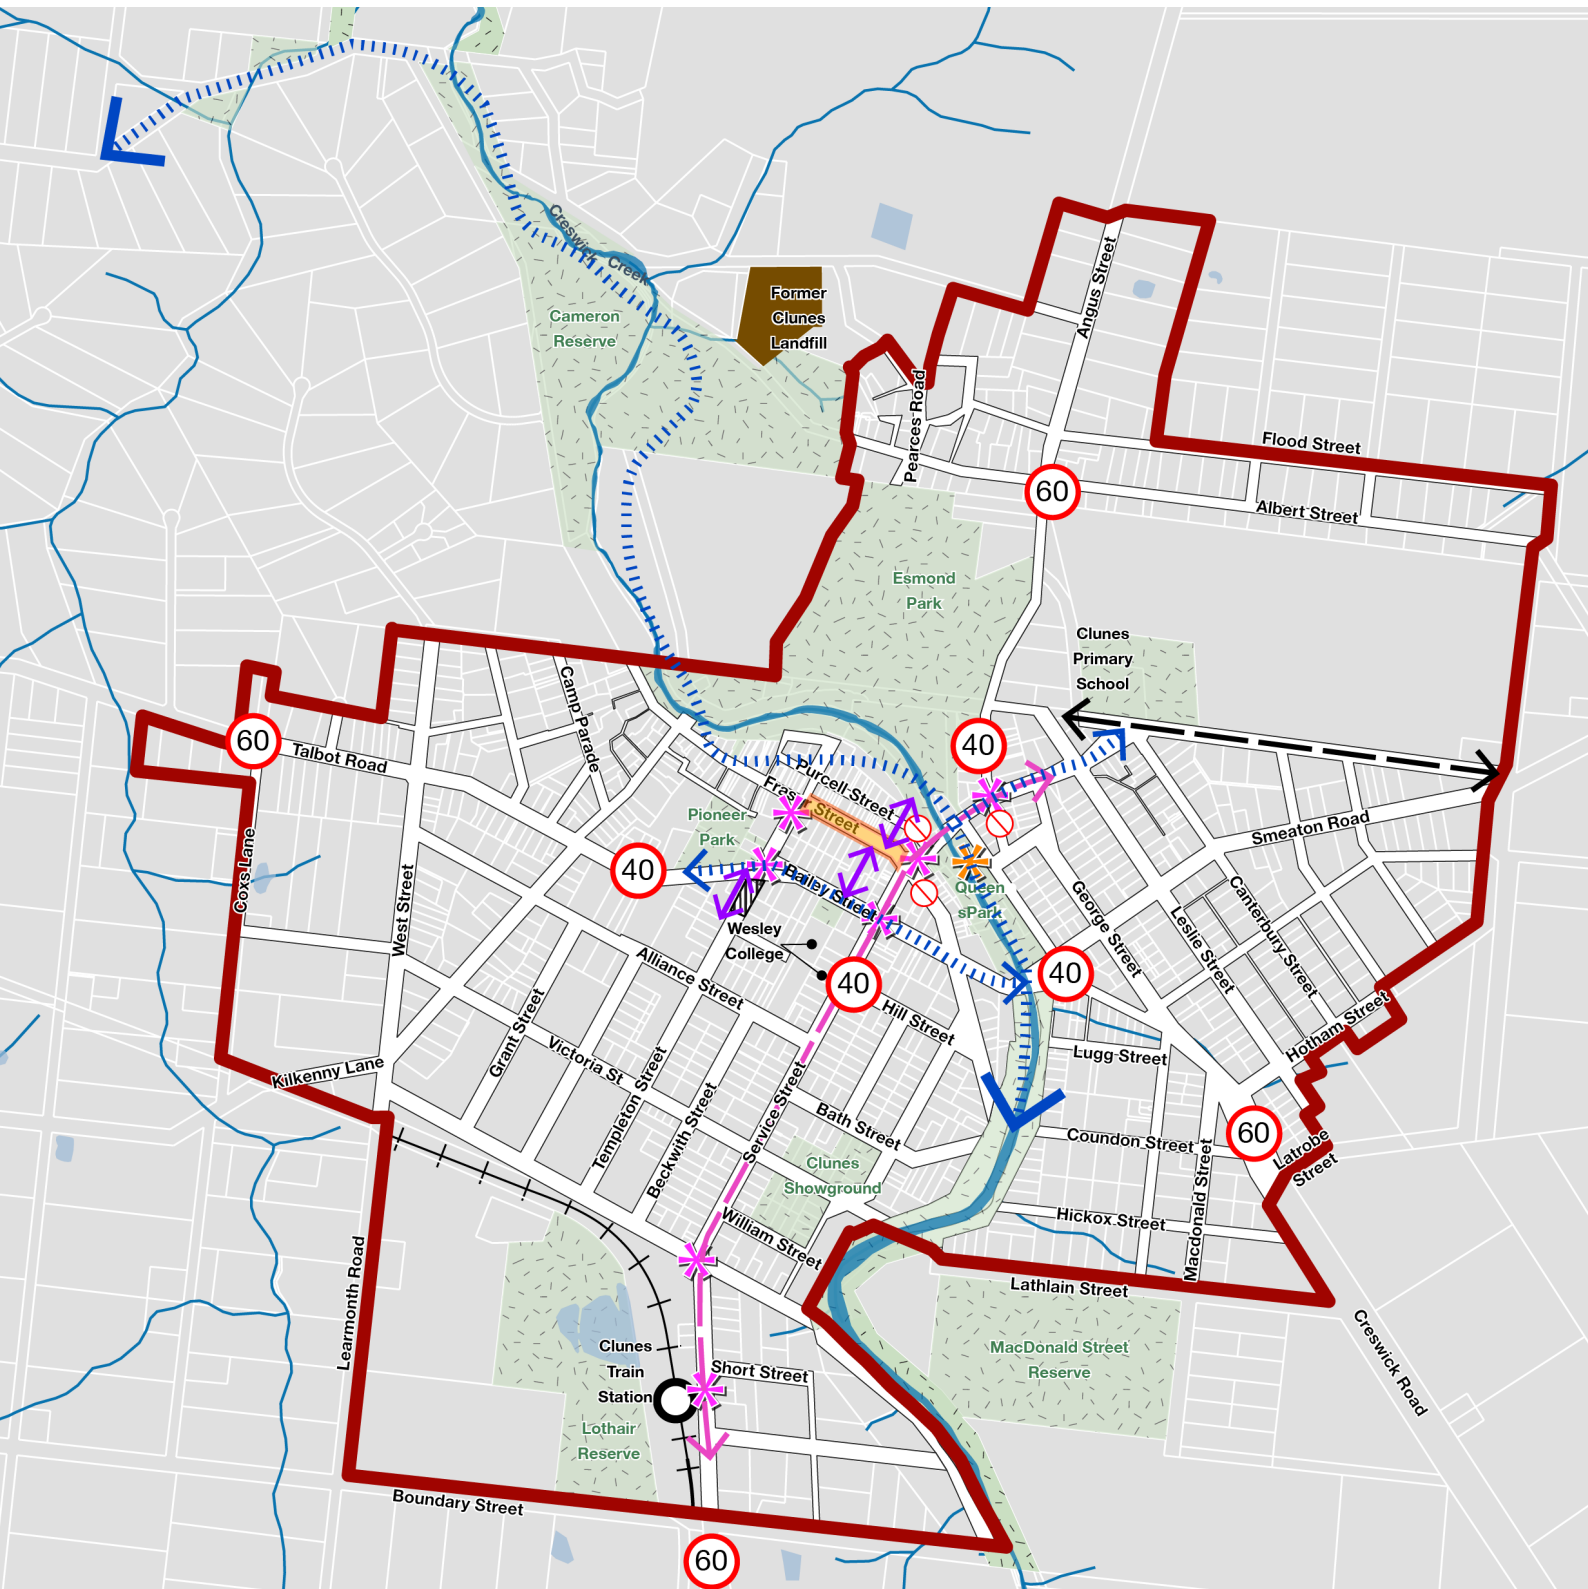 Creswick Creek
Former
Clunes
Landfill
Cameron
Reserve
Angus Street
Pearces Road
Flood Street
Albert Street
60
Esmond
Park
Clunes
Primary
School
Camp Parade
60
Talbot Road
40
Purcell Street
Fraser Street
Pioneer
Park
Smeaton Road
40
Bailey Street
Queen
sPark
Coxs Lane
West Street
George Street
Leslie Street
Canterbury Street
Wesley
College
40
40
Alliance Street
Hill Street
Hotham Street
Grant Street
Victoria St
Lugg Street
Kilkenny Lane
Templeton Street
Beckwith Street
Service Street
Bath Street
60
Coundon Street
Latrobe
Street
Clunes
Showground
Macdonald Street
Hickox Street
William Street
Lathlain Street
Learmonth Road
Creswick Road
Clunes
Train
Station
Short Street
MacDonald Street
Reserve
Lothair
Reserve
Boundary Street
60